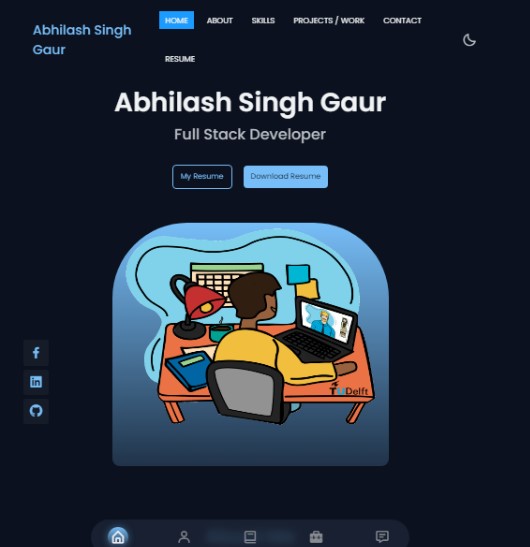 Abhilash Singh
Gaur
HOME ABOUT SKILLS PROJECTS / WORK CONTACT
RESUME
Abhilash Singh Gaur
Full Stack Developer
My Resume Download Resume
TUDelft